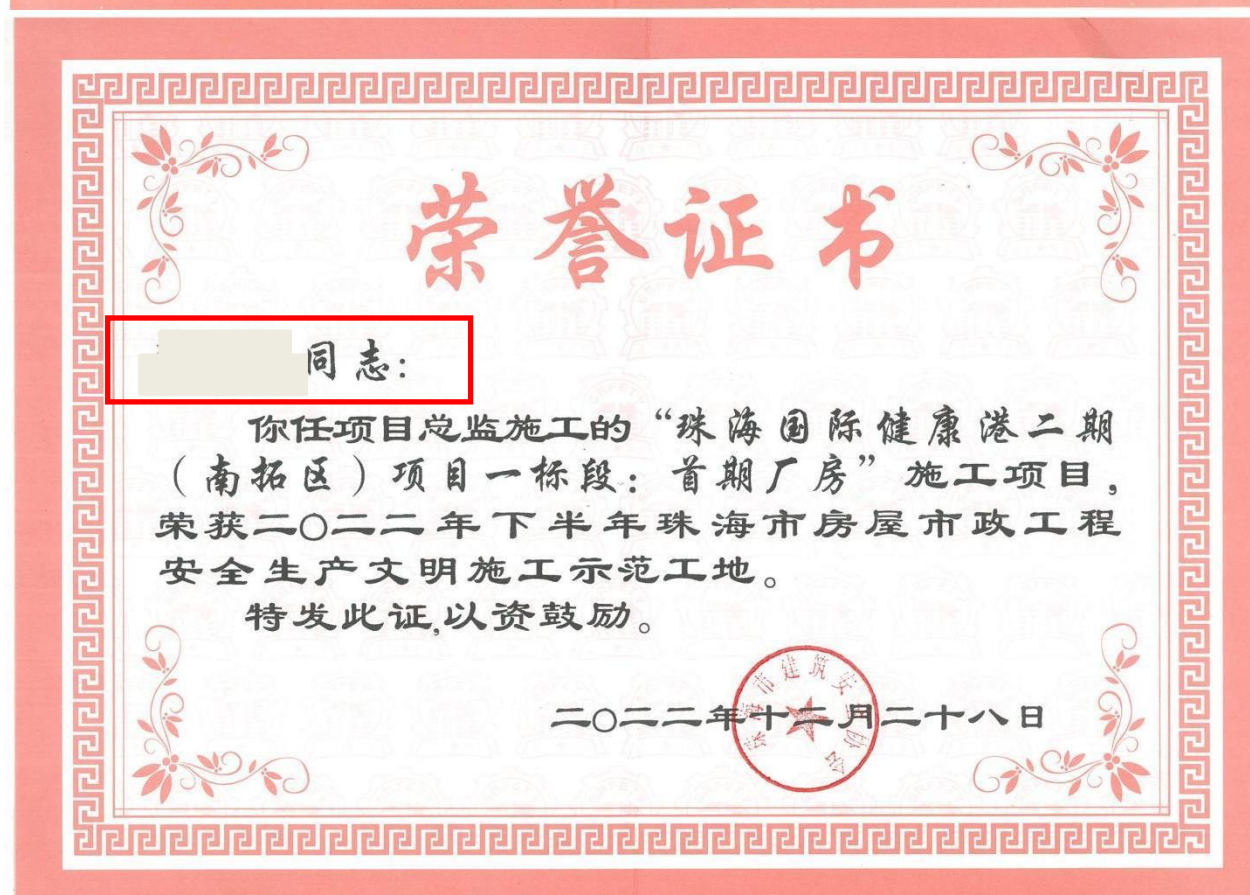 荣誉证书
同志:
你任项目总监施工的“珠海国际健康港二期
(南拓区)项目一标段:首期厂房”施工项目,
荣获二〇二二年下半年珠海市房屋市政工程
安全生产文明施工示范工地。
特发此证,以资鼓励。
二〇二二年十二月二十八日